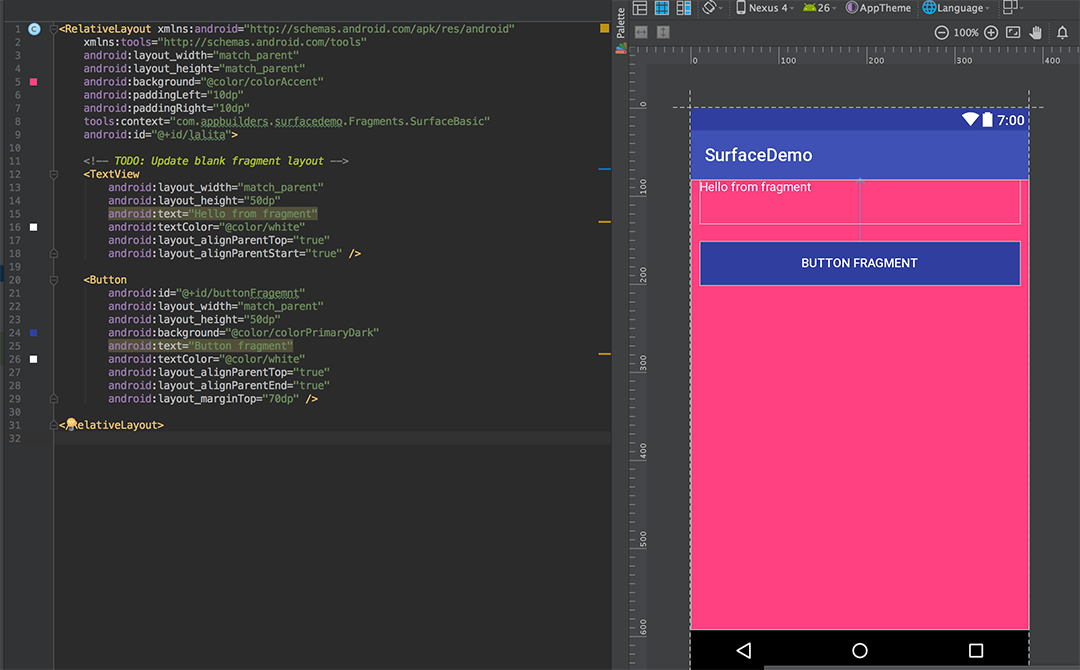 Palette
Nexus 4
26
AppTheme
Language
100%
1 <RelativeLayout xmlns:android="http://schemas.android.com/apk/res/android"
2 xmlns:tools="http://schemas.android.com/tools"
3 android:layout_width="match_parent"
4 android:layout_height="match_parent"
5 android:background="@color/colorAccent"
6 android:paddingLeft="10dp"
7 android:paddingRight="10dp"
8 tools:context="com.appbuilders.surfacedemo.Fragments.SurfaceBasic"
9 android:id="@+id/lalita">
10
11 <!-- TODO: Update blank fragment layout -->
12 <TextView
13 android:layout_width="match_parent"
14 android:layout_height="50dp"
15 android:text="Hello from fragment"
16 android:textColor="@color/white"
17 android:layout_alignParentTop="true"
18 android:layout_alignParentStart="true" />
19
20 <Button
21 android:id="@+id/buttonFragemnt"
22 android:layout_width="match_parent"
23 android:layout_height="50dp"
24 android:background="@color/colorPrimaryDark"
25 android:text="Button fragment"
26 android:textColor="@color/white"
27 android:layout_alignParentTop="true"
28 android:layout_alignParentEnd="true"
29 android:layout_marginTop="70dp" />
30
31 </RelativeLayout>
32
C
0 100 200 300 400
0
100
200
300
400
500
600
7:00
SurfaceDemo
Hello from fragment
BUTTON FRAGMENT